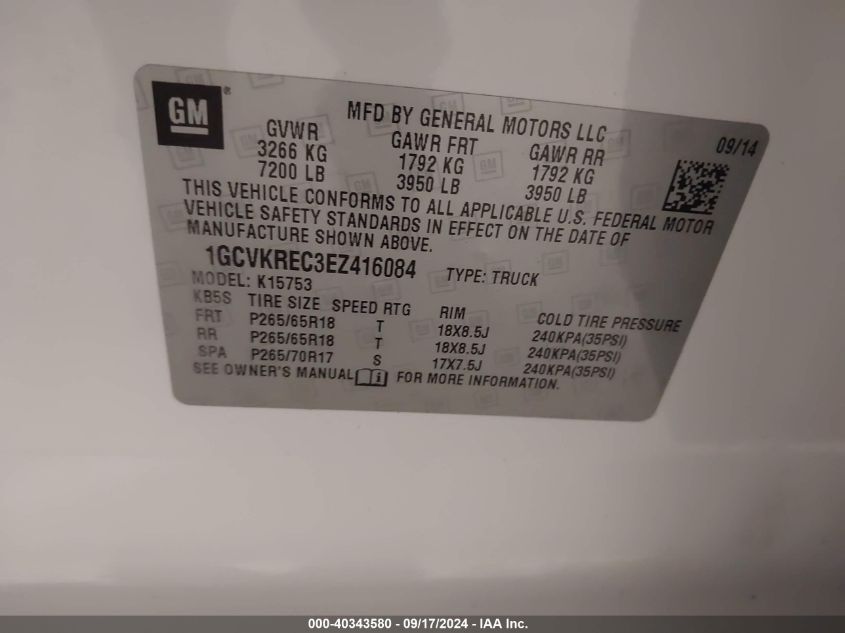 GM®
MFD BY GENERAL MOTORS LLC
09/14
GVWR GAWR FRT GAWR RR
3266 KG 1792 KG 1792 KG
7200 LB 3950 LB 3950 LB
THIS VEHICLE CONFORMS TO ALL APPLICABLE U.S. FEDERAL MOTOR
VEHICLE SAFETY STANDARDS IN EFFECT ON THE DATE OF
MANUFACTURE SHOWN ABOVE.
1GCVKREC3EZ416084 TYPE: TRUCK
MODEL: K15753
KB5S TIRE SIZE SPEED RTG RIM COLD TIRE PRESSURE
FRT P265/65R18 T 18X8.5J 240KPA(35PSI)
RR P265/65R18 T 18X8.5J 240KPA(35PSI)
SPA P265/70R17 S 17X7.5J 240KPA(35PSI)
SEE OWNER'S MANUAL FOR MORE INFORMATION.
000-40343580 - 09/17/2024 - IAA Inc.